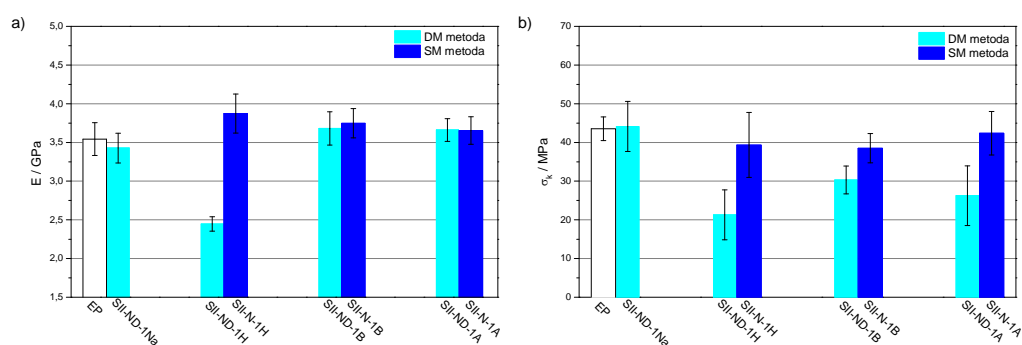 a)
E / GPa
5,0
4,5
4,0
3,5
3,0
2,5
2,0
1,5
DM metoda
SM metoda
EP
SII-ND-1Na
SII-ND-1H
SII-N-1H
SII-ND-1B
SII-N-1B
SII-ND-1A
SII-N-1A
b)
σk / MPa
70
60
50
40
30
20
10
0
DM metoda
SM metoda
EP
SII-ND-1Na
SII-ND-1H
SII-N-1H
SII-ND-1B
SII-N-1B
SII-ND-1A
SII-N-1A